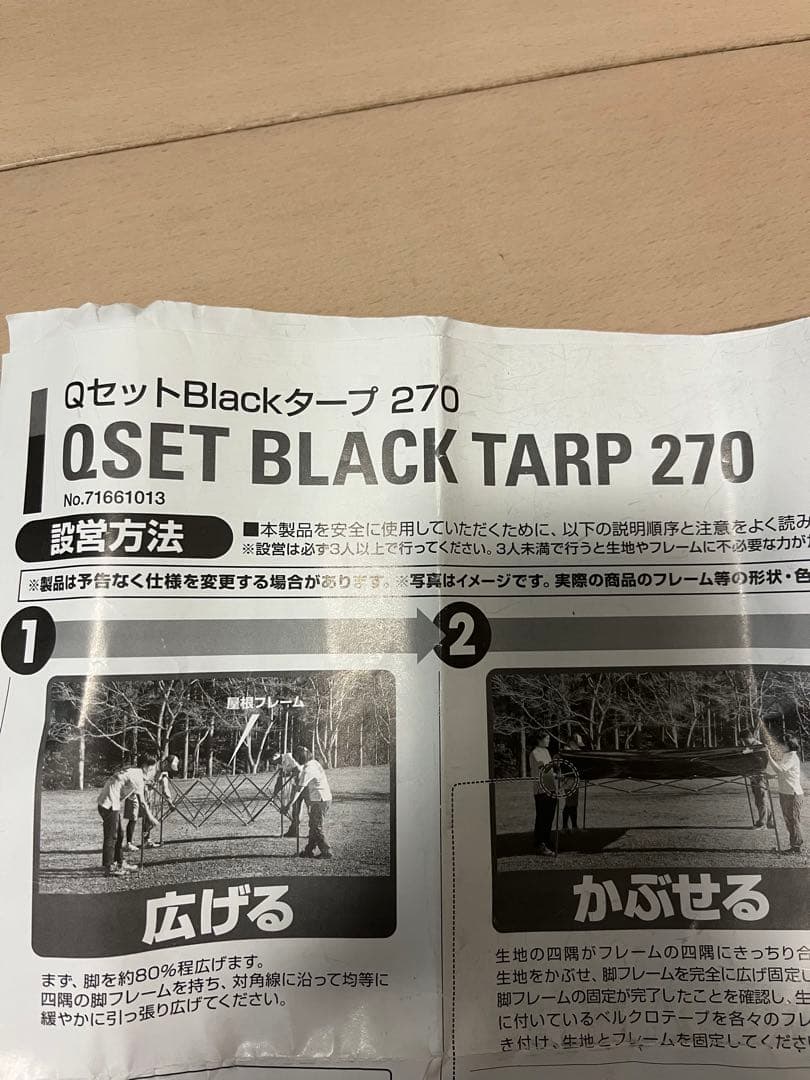 QセットBlackタープ 270
QSET BLACK TARP 270
No.71661013
設営方法
■本製品を安全に使用していただくために、以下の説明順序と注意をよく読み
※設営は必ず3人以上で行ってください。3人未満で行うと生地やフレームに不必要な力が
※製品は予告なく仕様を変更する場合があります。※写真はイメージです。実際の商品のフレーム等の形状・色
1
2
屋根フレーム
広げる
かぶせる
まず、脚を約80%程広げます。
四隅の脚フレームを持ち、対角線に沿って均等に
緩やかに引っ張り広げてください。
生地の四隅がフレームの四隅にきっちり合
生地をかぶせ、脚フレームを完全に広げ固定し
脚フレームの固定が完了したことを確認し、生
に付いているベルクロテープを各々のフレ
き付け、生地とフレームを固定してくださ